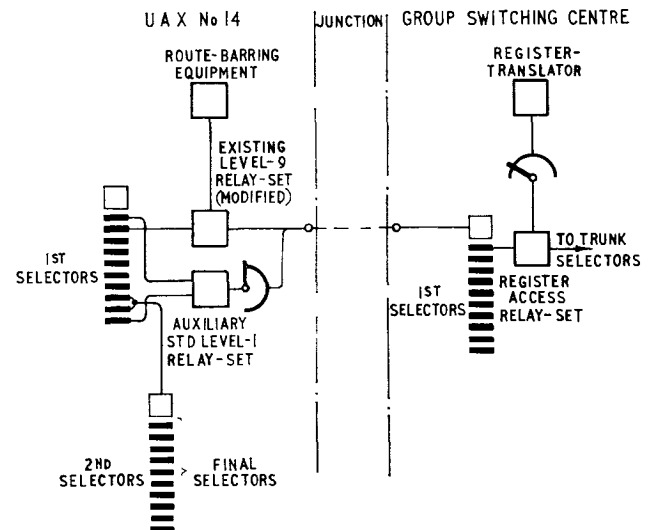 U A X No 14
JUNCTION
GROUP SWITCHING CENTRE
ROUTE-BARRING
EQUIPMENT
REGISTER-
TRANSLATOR
EXISTING
LEVEL-9
RELAY-SET
(MODIFIED)
1ST
SELECTORS
AUXILIARY
STD LEVEL-1
RELAY-SET
TO TRUNK
SELECTORS
1ST
SELECTORS
REGISTER
ACCESS
RELAY-SET
2ND
SELECTORS
FINAL
SELECTORS